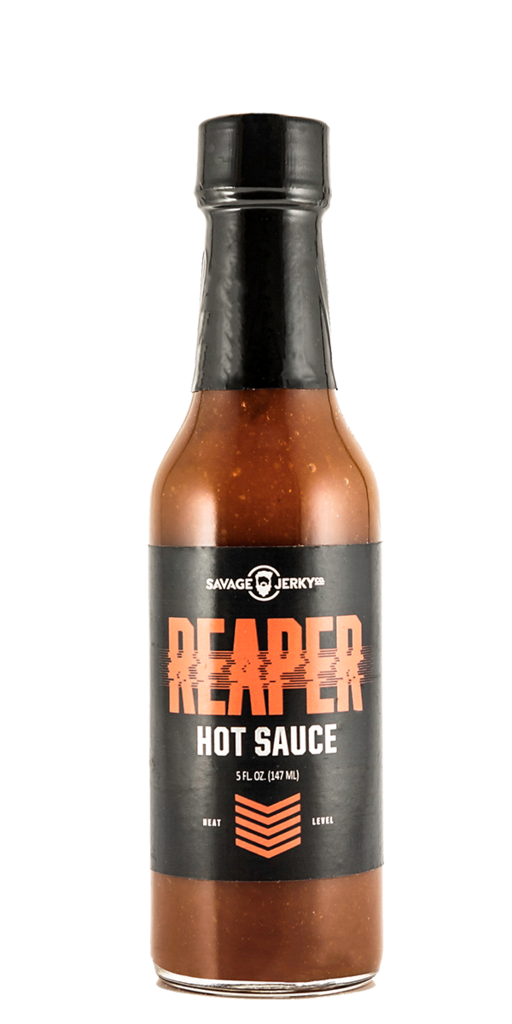 SAVAGE JERKY CO.
REAPER
HOT SAUCE
5 FL. OZ. (147 ML)
HEAT LEVEL